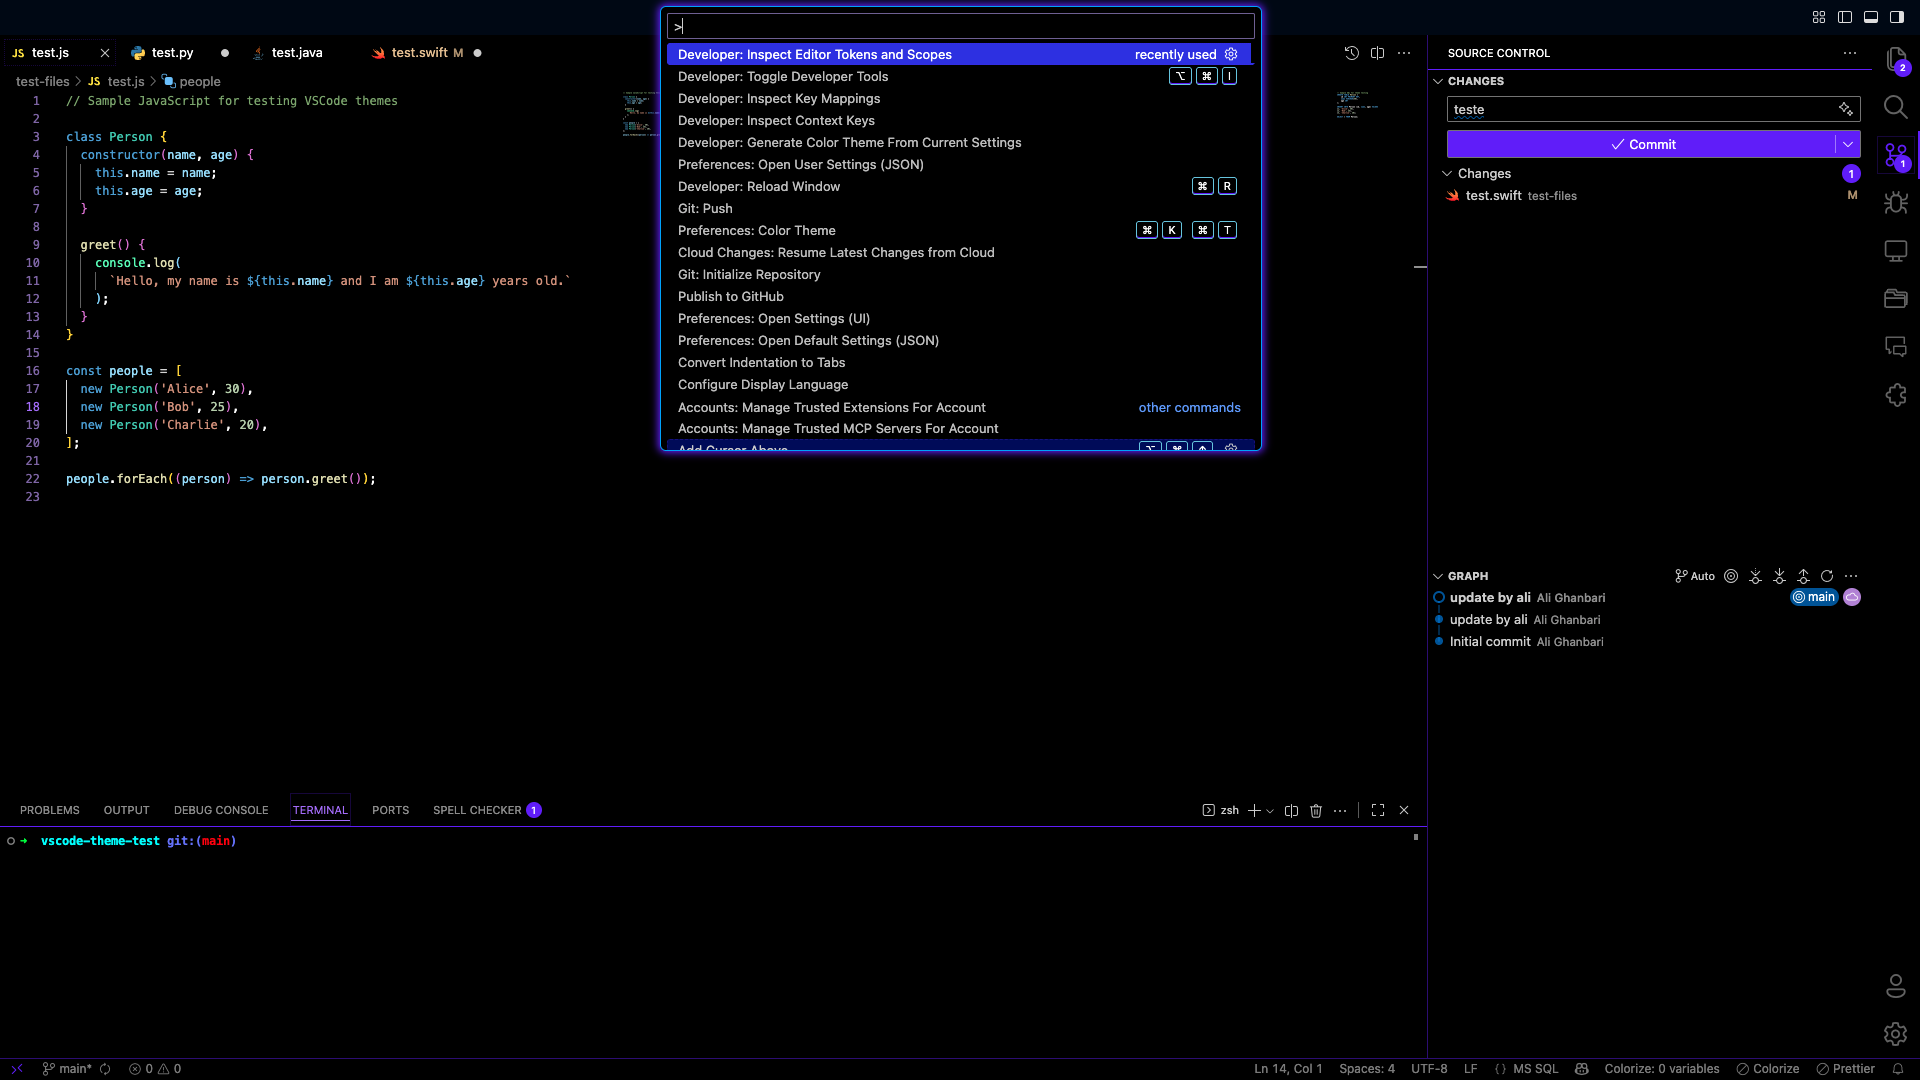 >
Developer: Inspect Editor Tokens and Scopes recently used
Developer: Toggle Developer Tools ⌥ ⌘ I
Developer: Inspect Key Mappings
Developer: Inspect Context Keys
Developer: Generate Color Theme From Current Settings
Preferences: Open User Settings (JSON)
Developer: Reload Window ⌘ R
Git: Push
Preferences: Color Theme ⌘ K ⌘ T
Cloud Changes: Resume Latest Changes from Cloud
Git: Initialize Repository
Publish to GitHub
Preferences: Open Settings (UI)
Preferences: Open Default Settings (JSON)
Convert Indentation to Tabs
Configure Display Language
Accounts: Manage Trusted Extensions For Account other commands
Accounts: Manage Trusted MCP Servers For Account
Add Cursor Above
JS test.js test.py test.java test.swift M
test-files > JS test.js > people
1 // Sample JavaScript for testing VSCode themes
2
3 class Person {
4 constructor(name, age) {
5 this.name = name;
6 this.age = age;
7 }
8
9 greet() {
10 console.log(
11 `Hello, my name is ${this.name} and I am ${this.age} years old.`
12 );
13 }
14 }
15
16 const people = [
17 new Person('Alice', 30),
18 new Person('Bob', 25),
19 new Person('Charlie', 20),
20 ];
21
22 people.forEach((person) => person.greet());
23
SOURCE CONTROL
CHANGES
teste
Commit
Changes 1
test.swift test-files M
2
1
GRAPH Auto
update by ali Ali Ghanbari main
update by ali Ali Ghanbari
Initial commit Ali Ghanbari
PROBLEMS OUTPUT DEBUG CONSOLE TERMINAL PORTS SPELL CHECKER 1 zsh
vscode-theme-test git:(main)
main* 0 0 Ln 14, Col 1 Spaces: 4 UTF-8 LF {} MS SQL Colorize: 0 variables Colorize Prettier